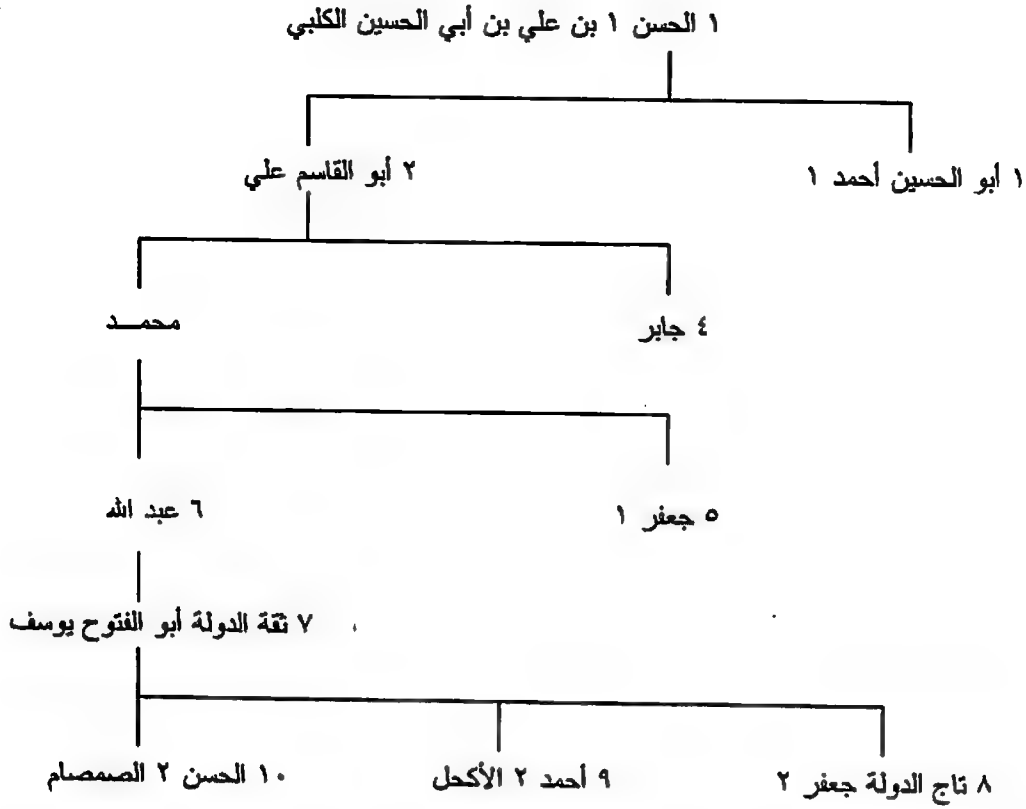 ١ الحسن ١ بن علي بن أبي الحسين الكلبي
١ أبو الحسين أحمد ١
٢ أبو القاسم علي
٤ جابر
محمـــد
٥ جعفر ١
٦ عبد الله
٧ ثقة الدولة أبو الفتوح يوسف
٨ تاج الدولة جعفر ٢
٩ أحمد ٢ الأكحل
١٠ الحسن ٢ الصمصام